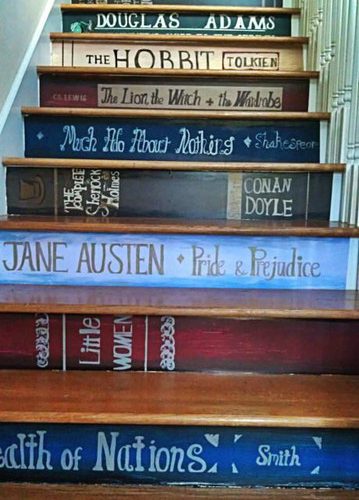 DOUGLAS ADAMS
THE HOBBIT TOLKIEN
C.S. LEWIS The Lion, the Witch + the Wardrobe
Much Ado About Nothing Shakespeare
THE
COMPLETE
Sherlock
Holmes
CONAN
DOYLE
JANE AUSTEN Pride & Prejudice
Little
WOMEN
alth of Nations Smith